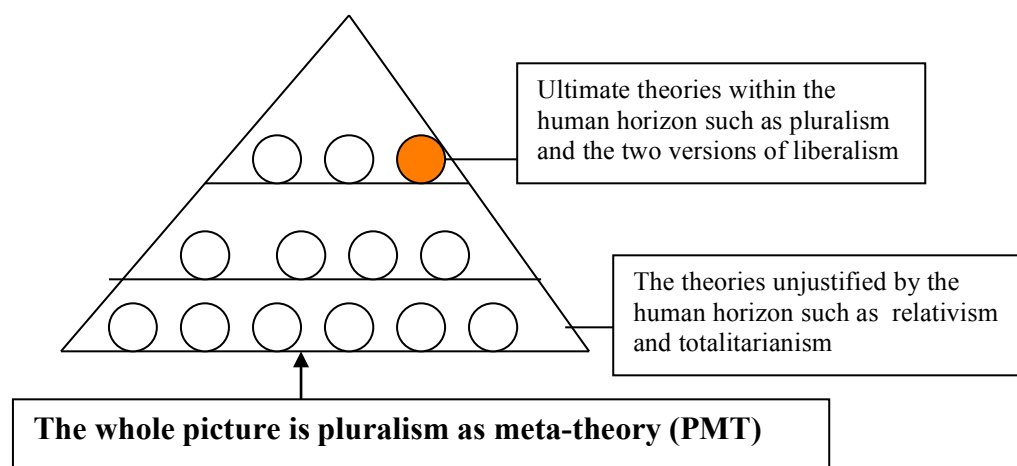 Ultimate theories within the
human horizon such as pluralism
and the two versions of liberalism
The theories unjustified by the
human horizon such as relativism
and totalitarianism
The whole picture is pluralism as meta-theory (PMT)